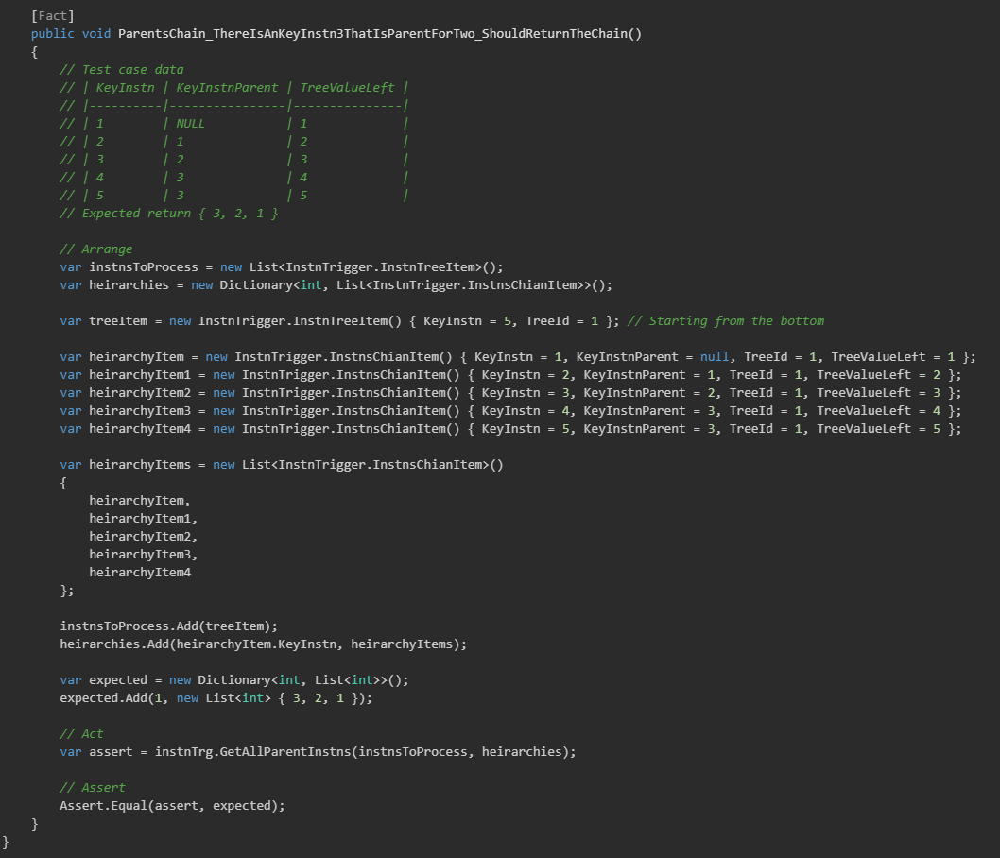 [Fact]
public void ParentsChain_ThereIsAnKeyInstn3ThatIsParentForTwo_ShouldReturnTheChain()
{
// Test case data
// | KeyInstn | KeyInstnParent | TreeValueLeft |
// |----------|----------------|---------------|
// | 1        | NULL           | 1             |
// | 2        | 1              | 2             |
// | 3        | 2              | 3             |
// | 4        | 3              | 4             |
// | 5        | 3              | 5             |
// Expected return { 3, 2, 1 }
// Arrange
var instnsToProcess = new List<InstnTrigger.InstnTreeItem>();
var heirarchies = new Dictionary<int, List<InstnTrigger.InstnsChianItem>>();
var treeItem = new InstnTrigger.InstnTreeItem() { KeyInstn = 5, TreeId = 1 }; // Starting from the bottom
var heirarchyItem = new InstnTrigger.InstnsChianItem() { KeyInstn = 1, KeyInstnParent = null, TreeId = 1, TreeValueLeft = 1 };
var heirarchyItem1 = new InstnTrigger.InstnsChianItem() { KeyInstn = 2, KeyInstnParent = 1, TreeId = 1, TreeValueLeft = 2 };
var heirarchyItem2 = new InstnTrigger.InstnsChianItem() { KeyInstn = 3, KeyInstnParent = 2, TreeId = 1, TreeValueLeft = 3 };
var heirarchyItem3 = new InstnTrigger.InstnsChianItem() { KeyInstn = 4, KeyInstnParent = 3, TreeId = 1, TreeValueLeft = 4 };
var heirarchyItem4 = new InstnTrigger.InstnsChianItem() { KeyInstn = 5, KeyInstnParent = 3, TreeId = 1, TreeValueLeft = 5 };
var heirarchyItems = new List<InstnTrigger.InstnsChianItem>()
{
heirarchyItem,
heirarchyItem1,
heirarchyItem2,
heirarchyItem3,
heirarchyItem4
};
instnsToProcess.Add(treeItem);
heirarchies.Add(heirarchyItem.KeyInstn, heirarchyItems);
var expected = new Dictionary<int, List<int>>();
expected.Add(1, new List<int> { 3, 2, 1 });
// Act
var assert = instnTrg.GetAllParentInstns(instnsToProcess, heirarchies);
// Assert
Assert.Equal(assert, expected);
}
}